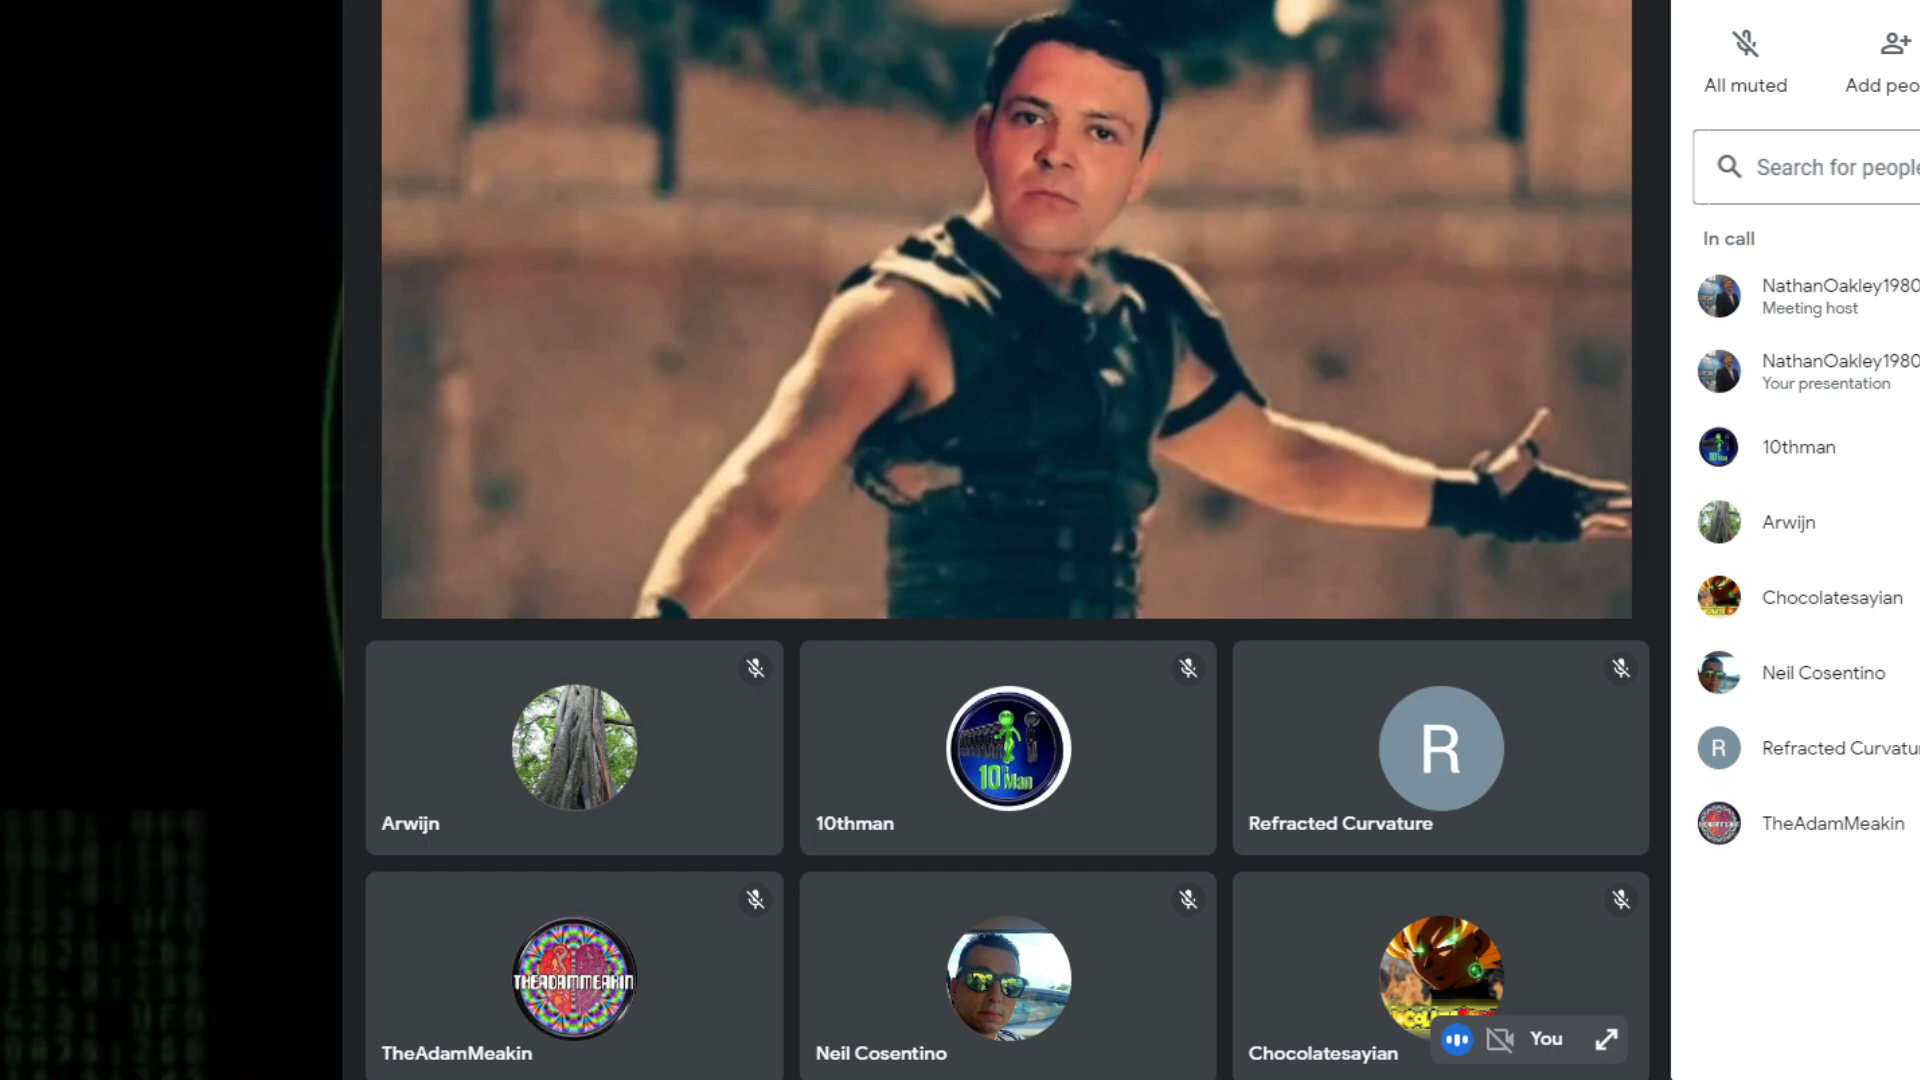 All muted
Add peo
Search for people
In call
NathanOakley1980
Meeting host
NathanOakley1980
Your presentation
10thman
Arwijn
Chocolatesayian
Neil Cosentino
R
Refracted Curvatu
TheAdamMeakin
10th Man
R
Arwijn
10thman
Refracted Curvature
THEADAMMEAKIN
TheAdamMeakin
Neil Cosentino
Chocolatesayian
You